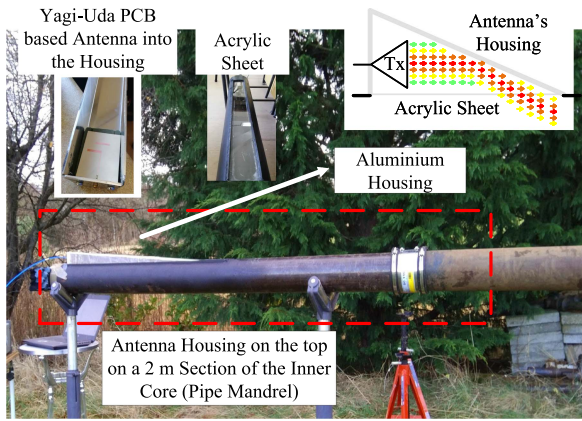 Yagi-Uda PCB
based Antenna into
the Housing
Acrylic
Sheet
Antenna's
Housing
Tx
Acrylic Sheet
Aluminium
Housing
Antenna Housing on the top
on a 2 m Section of the Inner
Core (Pipe Mandrel)